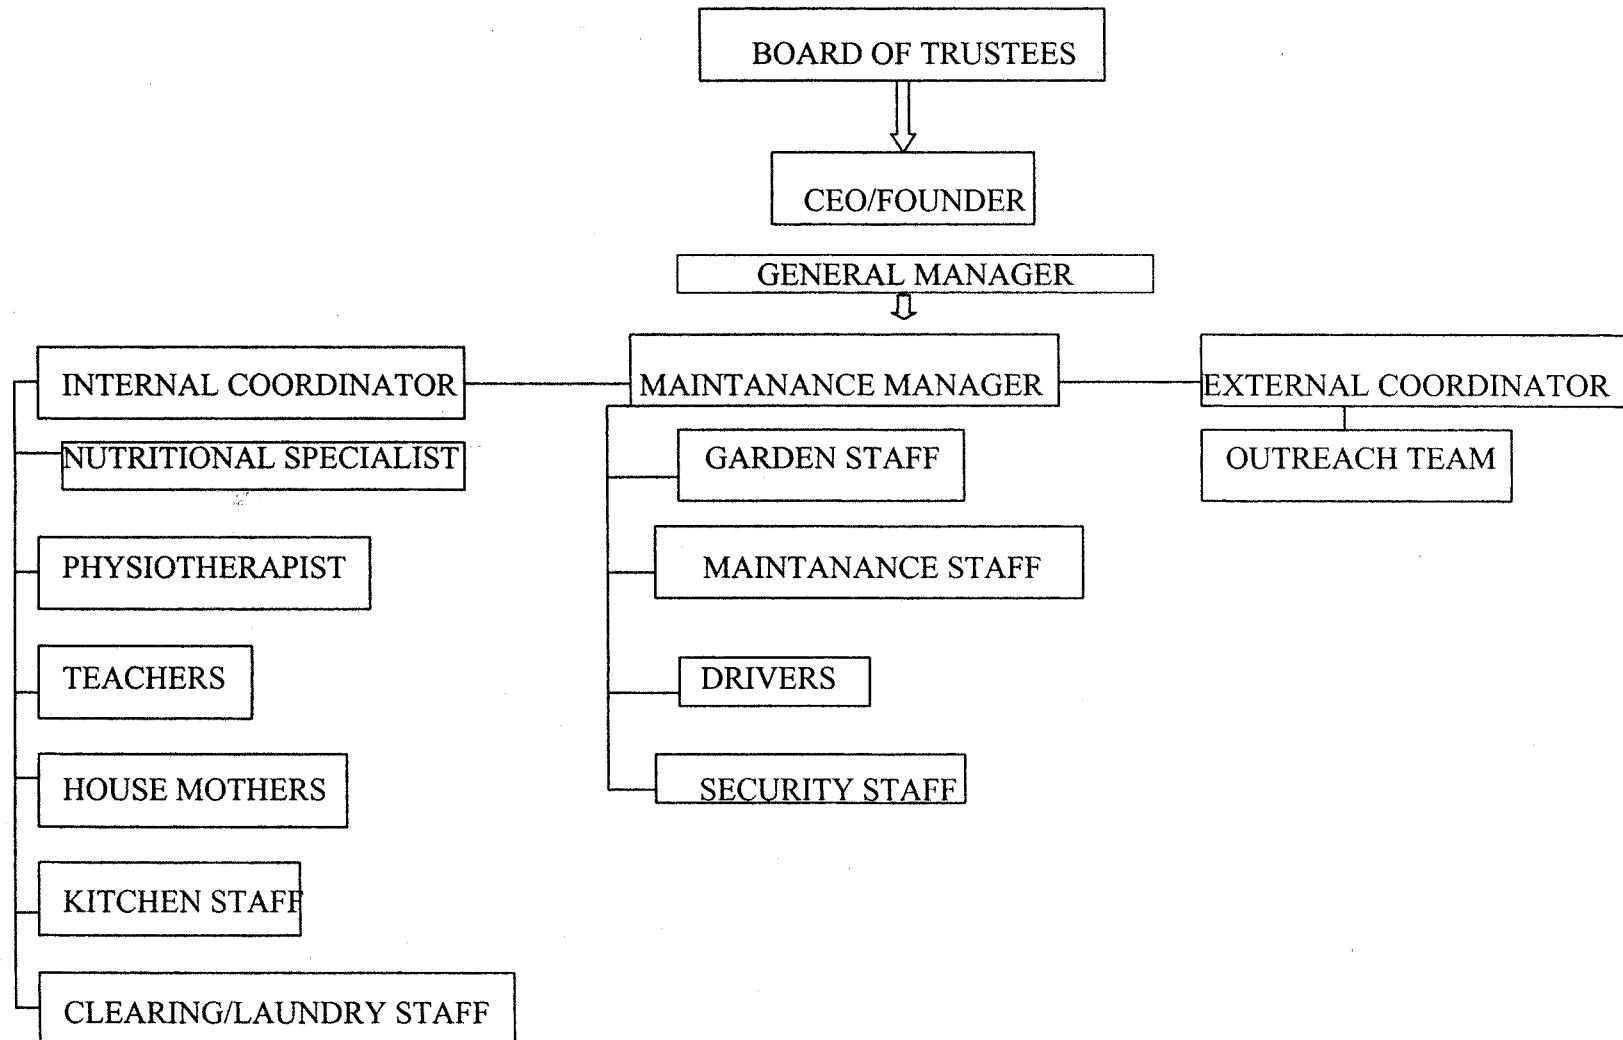 BOARD OF TRUSTEES
CEO/FOUNDER
GENERAL MANAGER
INTERNAL COORDINATOR
MAINTANANCE MANAGER
EXTERNAL COORDINATOR
NUTRITIONAL SPECIALIST
GARDEN STAFF
OUTREACH TEAM
PHYSIOTHERAPIST
MAINTANANCE STAFF
TEACHERS
DRIVERS
HOUSE MOTHERS
SECURITY STAFF
KITCHEN STAFF
CLEARING/LAUNDRY STAFF